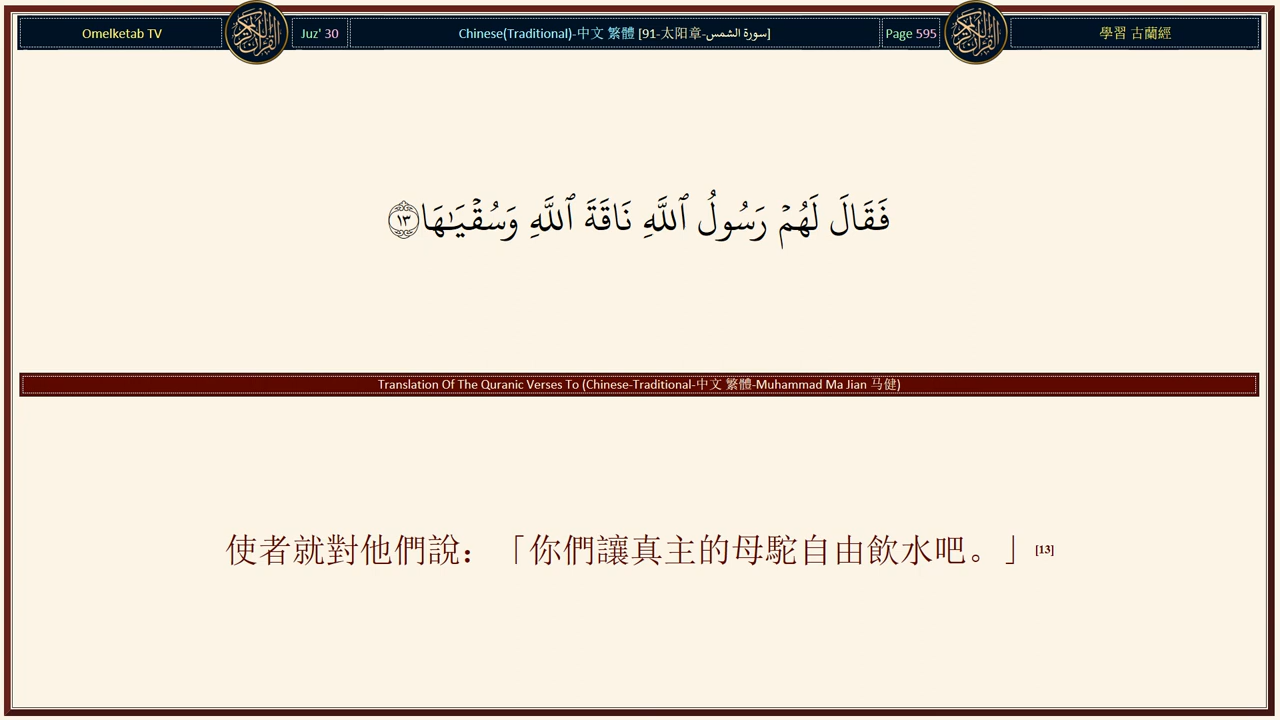 Omelketab TV
Juz' 30
Chinese(Traditional)-中文 繁體 [91-太阳章-سورة الشمس]
Page 595
學習 古蘭經
فَقَالَ لَهُمۡ رَسُولُ ٱللَّهِ نَاقَةَ ٱللَّهِ وَسُقۡيَٰهَا ١٣
Translation Of The Quranic Verses To (Chinese-Traditional-中文 繁體-Muhammad Ma Jian 马健)
使者就對他們說：「你們讓真主的母駝自由飲水吧。」[13]